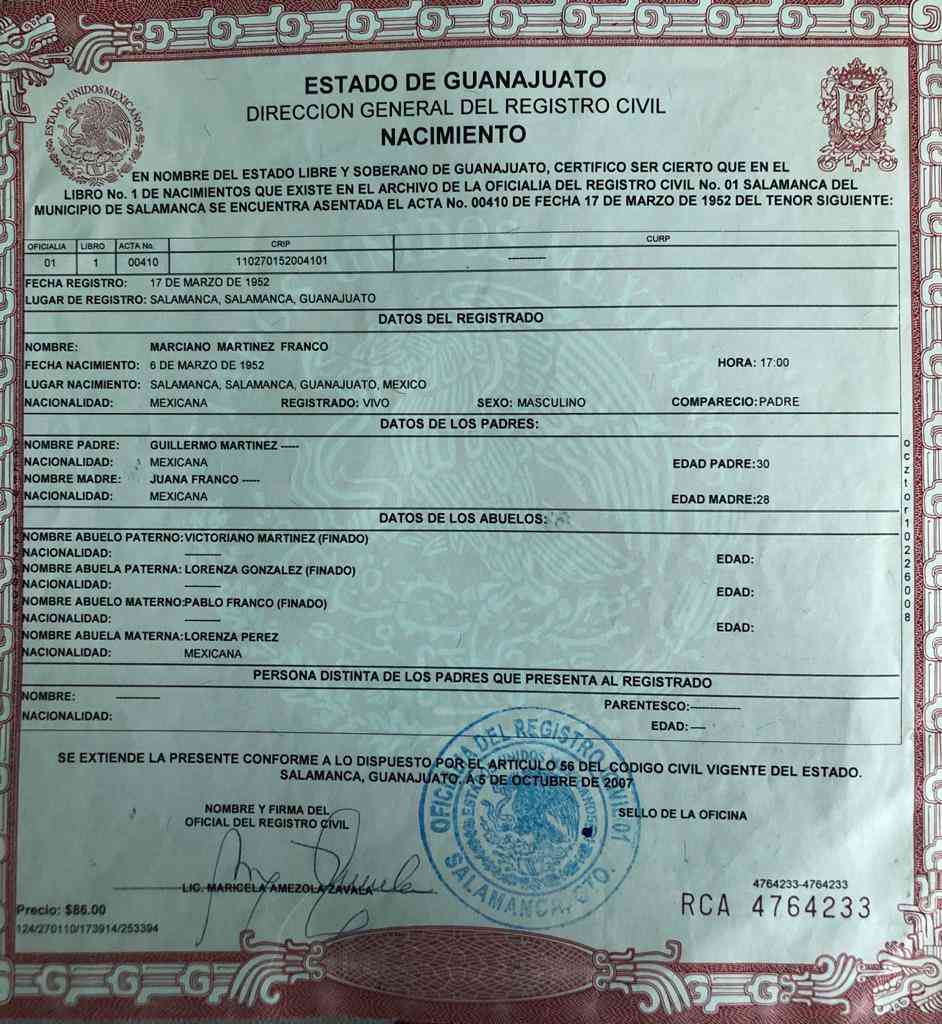 ESTADO DE GUANAJUATO
DIRECCION GENERAL DEL REGISTRO CIVIL
NACIMIENTO
ESTADOS UNIDOS MEXICANOS
EN NOMBRE DEL ESTADO LIBRE Y SOBERANO DE GUANAJUATO, CERTIFICO SER CIERTO QUE EN EL
LIBRO No. 1 DE NACIMIENTOS QUE EXISTE EN EL ARCHIVO DE LA OFICIALIA DEL REGISTRO CIVIL No. 01 SALAMANCA DEL
MUNICIPIO DE SALAMANCA SE ENCUENTRA ASENTADA EL ACTA No. 00410 DE FECHA 17 DE MARZO DE 1952 DEL TENOR SIGUIENTE:
OFICIALIA LIBRO ACTA No. CRIP CURP
01 1 00410 110270152004101 ----------
FECHA REGISTRO: 17 DE MARZO DE 1952
LUGAR DE REGISTRO: SALAMANCA, SALAMANCA, GUANAJUATO
DATOS DEL REGISTRADO
NOMBRE: MARCIANO MARTINEZ FRANCO
FECHA NACIMIENTO: 6 DE MARZO DE 1952 HORA: 17:00
LUGAR NACIMIENTO: SALAMANCA, SALAMANCA, GUANAJUATO, MEXICO
NACIONALIDAD: MEXICANA REGISTRADO: VIVO SEXO: MASCULINO COMPARECIO: PADRE
DATOS DE LOS PADRES:
NOMBRE PADRE: GUILLERMO MARTINEZ -----
NACIONALIDAD: MEXICANA EDAD PADRE:30
NOMBRE MADRE: JUANA FRANCO -----
NACIONALIDAD: MEXICANA EDAD MADRE:28
DATOS DE LOS ABUELOS:
NOMBRE ABUELO PATERNO:VICTORIANO MARTINEZ (FINADO)
NACIONALIDAD: ---------- EDAD:
NOMBRE ABUELA PATERNA: LORENZA GONZALEZ (FINADO)
NACIONALIDAD: ---------- EDAD:
NOMBRE ABUELO MATERNO:PABLO FRANCO (FINADO)
NACIONALIDAD: ---------- EDAD:
NOMBRE ABUELA MATERNA:LORENZA PEREZ
NACIONALIDAD: MEXICANA
PERSONA DISTINTA DE LOS PADRES QUE PRESENTA AL REGISTRADO
NOMBRE: ---------- PARENTESCO:------------
NACIONALIDAD: EDAD: ----
ocztor10226008
SE EXTIENDE LA PRESENTE CONFORME A LO DISPUESTO POR EL ARTICULO 56 DEL CODIGO CIVIL VIGENTE DEL ESTADO.
SALAMANCA, GUANAJUATO. A 5 DE OCTUBRE DE 2007
NOMBRE Y FIRMA DEL
OFICIAL DEL REGISTRO CIVIL
SELLO DE LA OFICINA
OFICIALIA DEL REGISTRO CIVIL 01
SALAMANCA, GTO.
LIC. MARICELA AMEZOLA ZAVALA
Precio: $86.00
124/270110/173914/253394
4764233-4764233
RCA 4764233